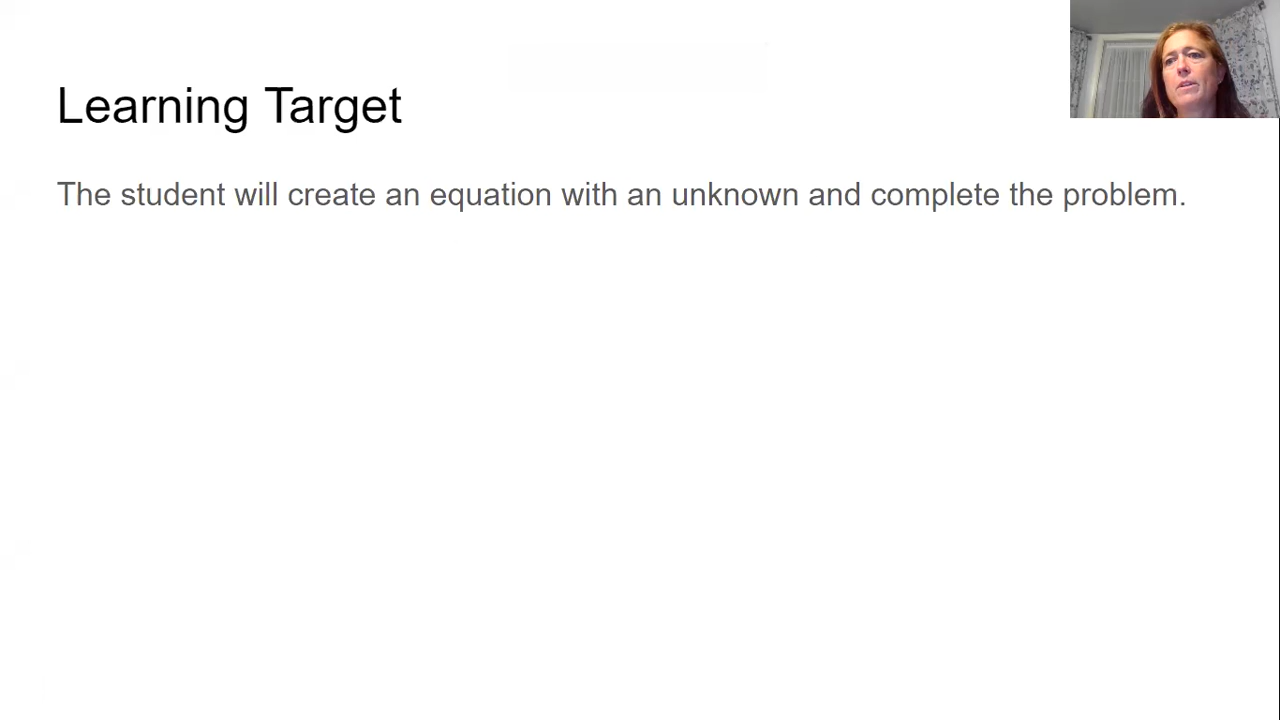 Learning Target
The student will create an equation with an unknown and complete the problem.